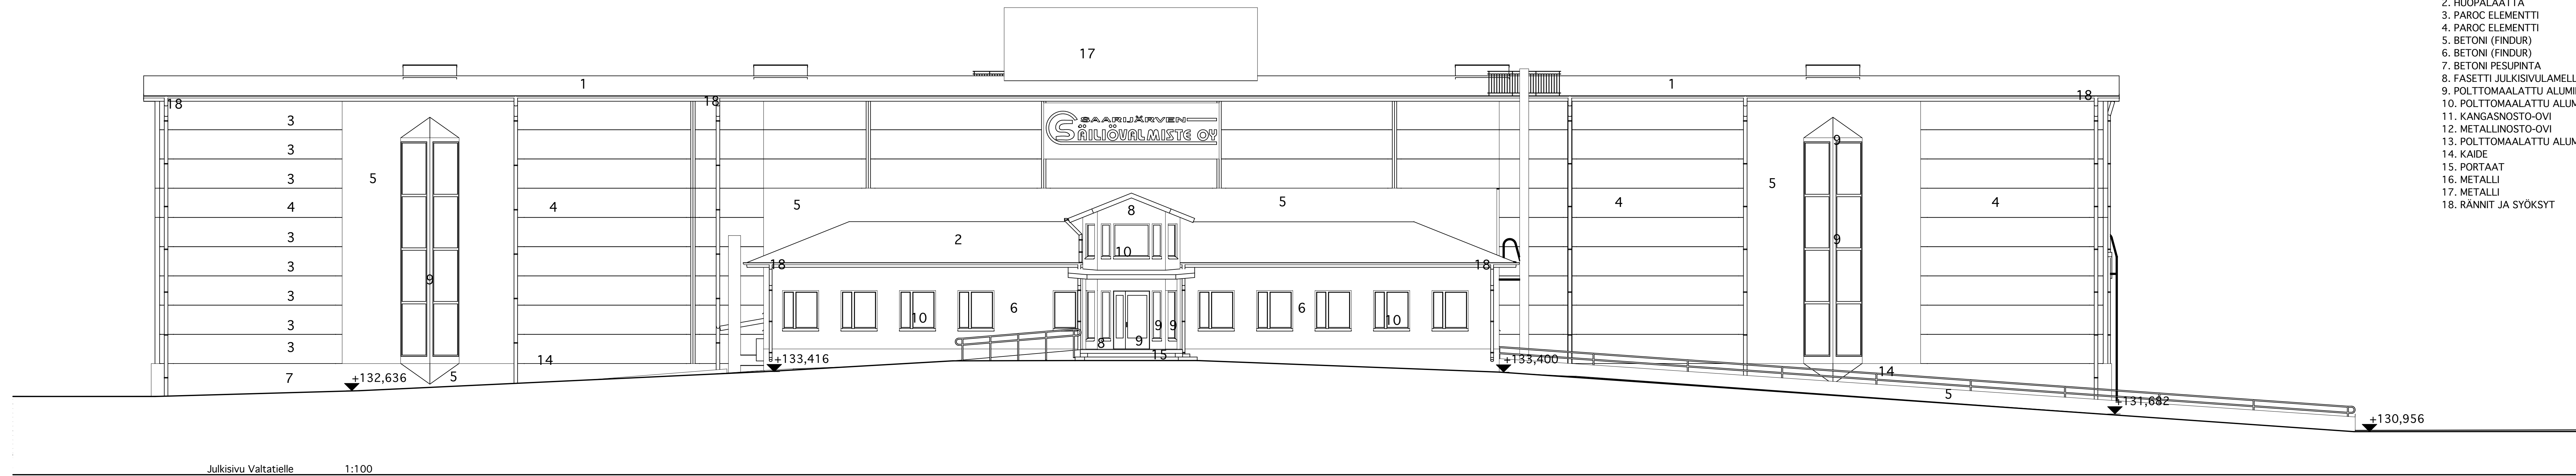 2. HUOPALAATTA
3. PAROC ELEMENTTI
4. PAROC ELEMENTTI
5. BETONI (FINDUR)
6. BETONI (FINDUR)
7. BETONI PESUPINTA
8. FASETTI JULKISIVULAMELL
9. POLTTOMAALATTU ALUMI
10. POLTTOMAALATTU ALUM
11. KANGASNOSTO-OVI
12. METALLINOSTO-OVI
13. POLTTOMAALATTU ALUM
14. KAIDE
15. PORTAAT
16. METALLI
17. METALLI
18. RÄNNIT JA SYÖKSYT
17
1 1
18 18 18
SAARIJÄRVEN
SÄILIÖVALMISTE OY
3
3
3
4
3
3
3
3
3
7
5
9
5
4
14
5
2
18
10
6
8
10
9 9
8 9
15
5
18
6
10
4
5
9
9
4
14
5
+132,636
+133,416
+133,400
+131,682
+130,956
Julkisivu Valtatielle 1:100